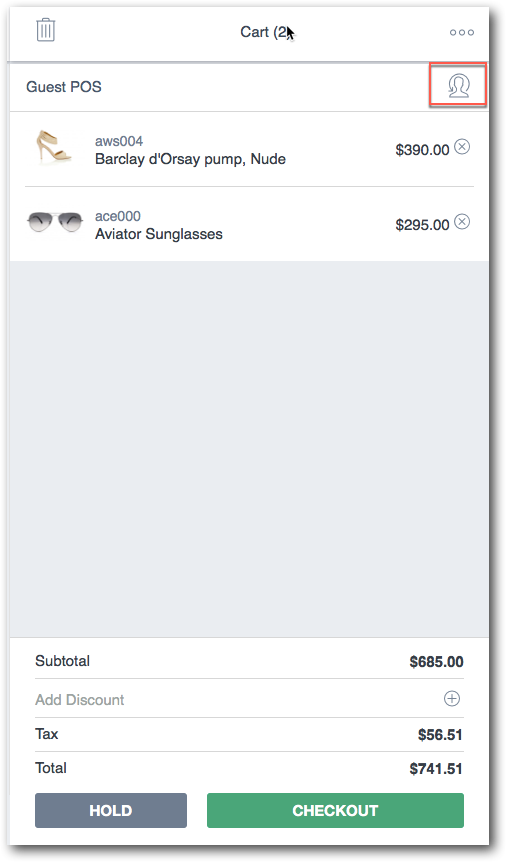 Cart (2
Guest POS
aws004
Barclay d'Orsay pump, Nude
$390.00
ace000
Aviator Sunglasses
$295.00
Subtotal $685.00
Add Discount
Tax $56.51
Total $741.51
HOLD CHECKOUT